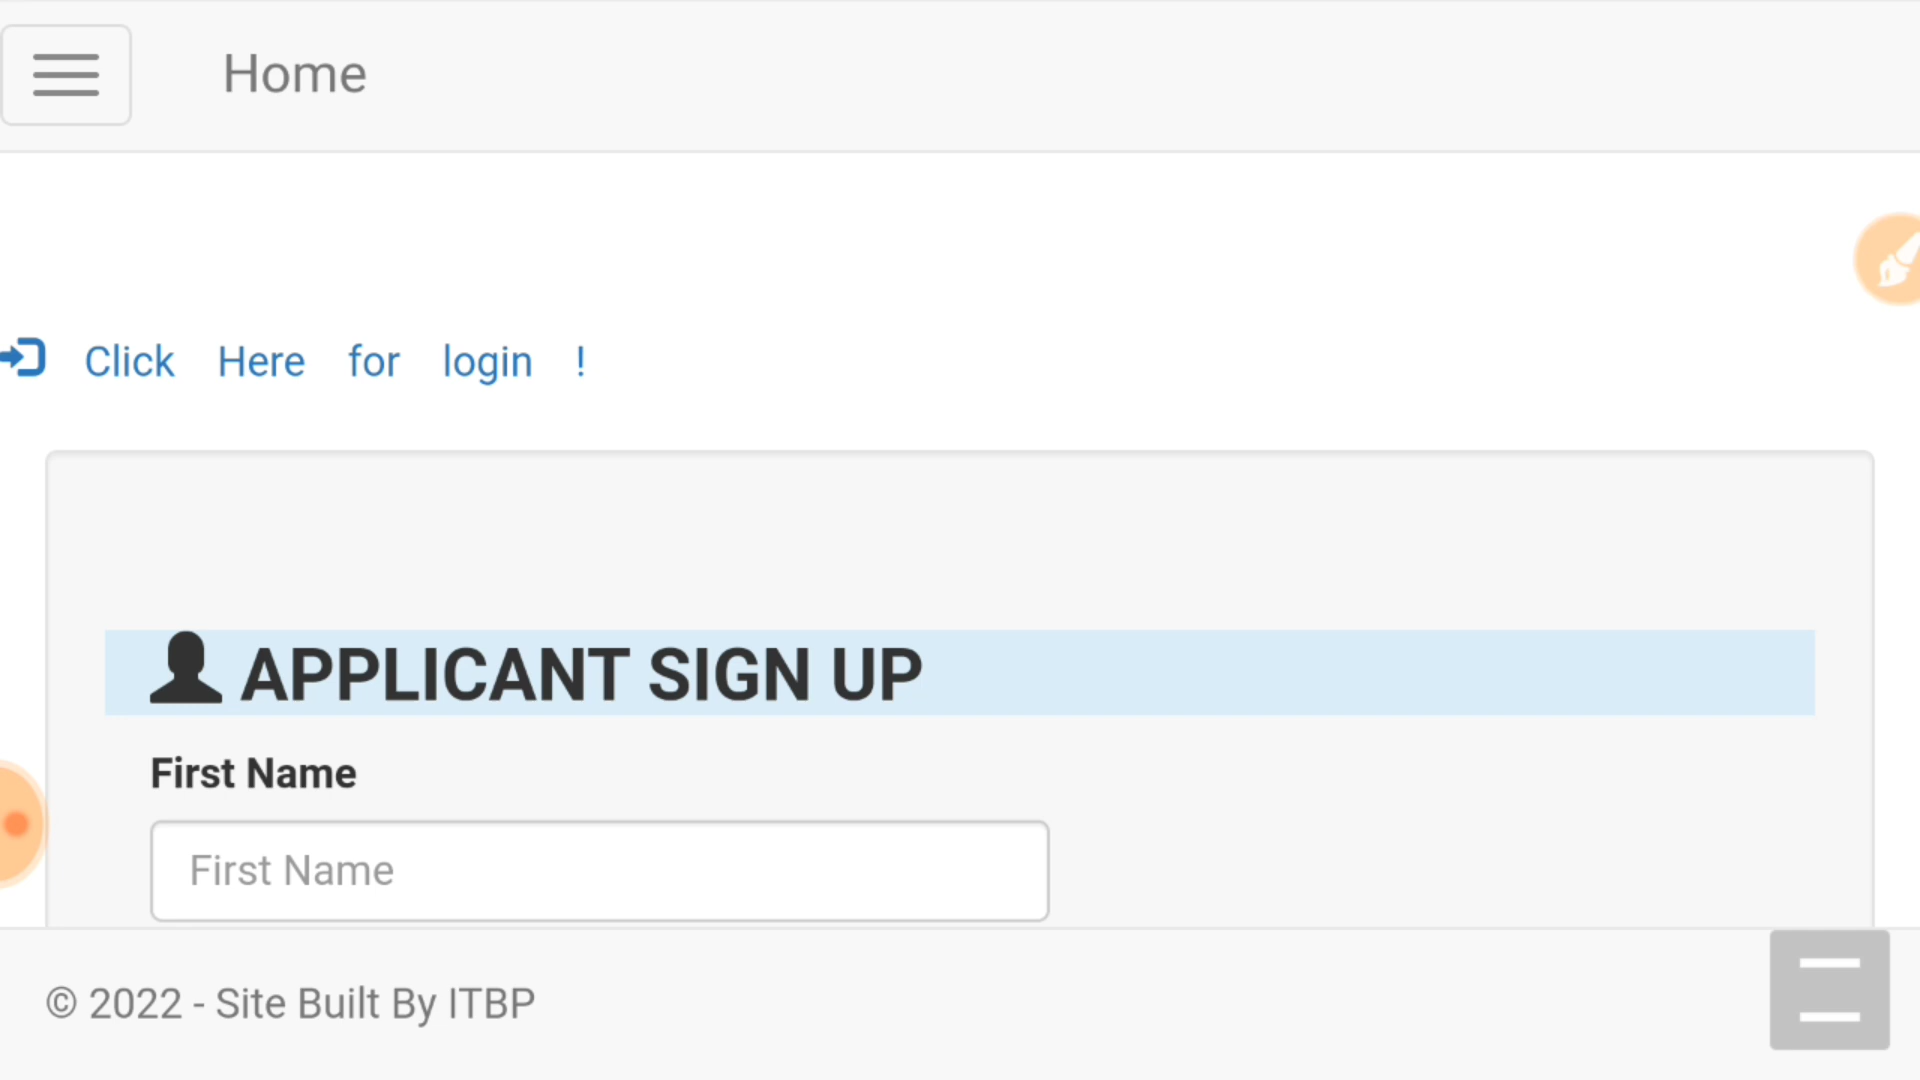 Home
Click Here for login !
APPLICANT SIGN UP
First Name
First Name
© 2022 - Site Built By ITBP